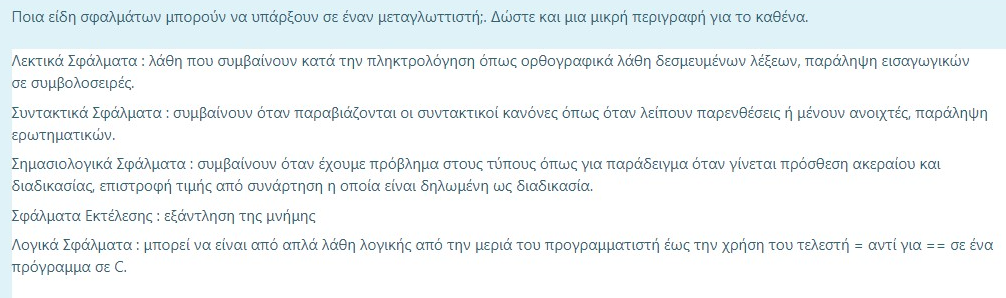 Ποια είδη σφαλμάτων μπορούν να υπάρξουν σε έναν μεταγλωττιστή;. Δώστε και μια μικρή περιγραφή για το καθένα.
Λεκτικά Σφάλματα : λάθη που συμβαίνουν κατά την πληκτρολόγηση όπως ορθογραφικά λάθη δεσμευμένων λέξεων, παράληψη εισαγωγικών
σε συμβολοσειρές.
Συντακτικά Σφάλματα : συμβαίνουν όταν παραβιάζονται οι συντακτικοί κανόνες όπως όταν λείπουν παρενθέσεις ή μένουν ανοιχτές, παράληψη
ερωτηματικών.
Σημασιολογικά Σφάλματα : συμβαίνουν όταν έχουμε πρόβλημα στους τύπους όπως για παράδειγμα όταν γίνεται πρόσθεση ακεραίου και
διαδικασίας, επιστροφή τιμής από συνάρτηση η οποία είναι δηλωμένη ως διαδικασία.
Σφάλματα Εκτέλεσης : εξάντληση της μνήμης
Λογικά Σφάλματα : μπορεί να είναι από απλά λάθη λογικής από την μεριά του προγραμματιστή έως την χρήση του τελεστή = αντί για == σε ένα
πρόγραμμα σε C.